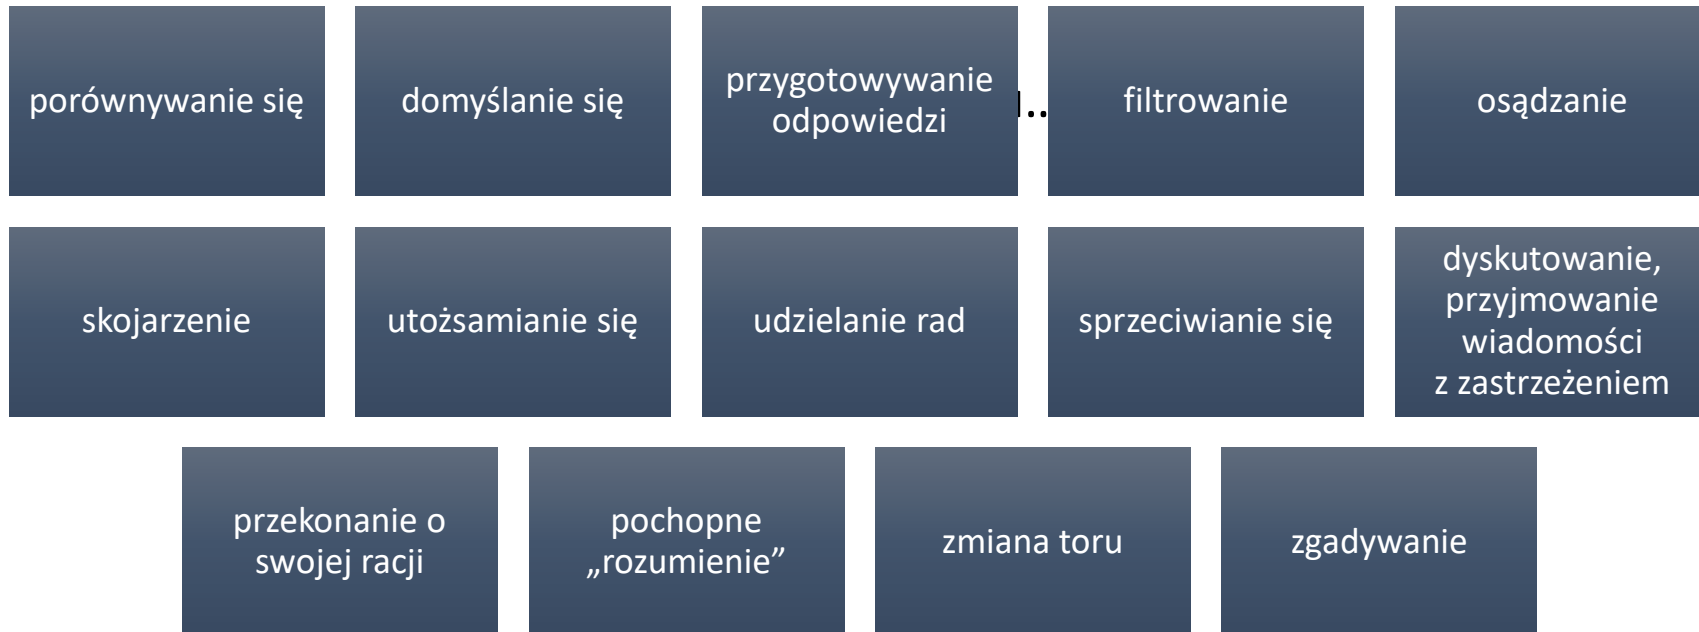 porównywanie się
domyślanie się
przygotowywanie
odpowiedzi
filtrowanie
osądzanie
skojarzenie
utożsamianie się
udzielanie rad
sprzeciwianie się
dyskutowanie,
przyjmowanie
wiadomości
z zastrzeżeniem
przekonanie o
swojej racji
pochopne
„rozumienie”
zmiana toru
zgadywanie